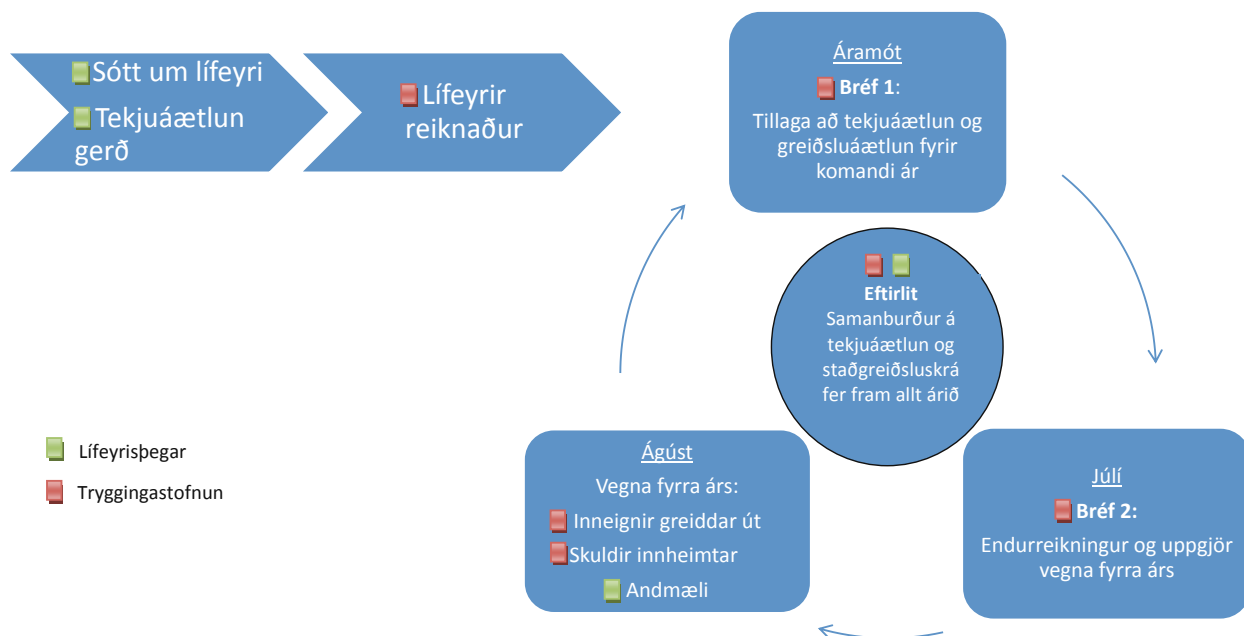 Sótt um lífeyri
Tekjuáætlun
gerð
Lífeyrir
reiknaður
Áramót
Bréf 1:
Tillaga að tekjuáætlun og
greiðsluáætlun fyrir
komandi ár
Eftirlit
Samanburður á
tekjuáætlun og
staðgreiðsluskrá
fer fram allt árið
Júlí
Bréf 2:
Endurreikningur og uppgjör
vegna fyrra árs
Ágúst
Vegna fyrra árs:
Inneignir greiddar út
Skuldir innheimtar
Andmæli
Lífeyrisþegar
Tryggingastofnun